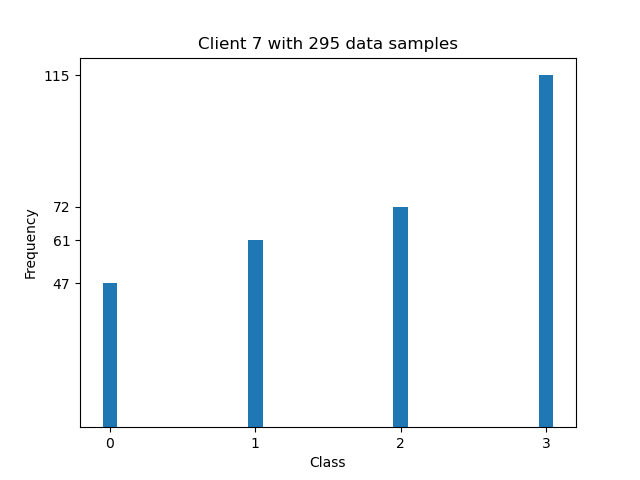 Client 7 with 295 data samples
115
72
61
47
Frequency
0 1 2 3
Class